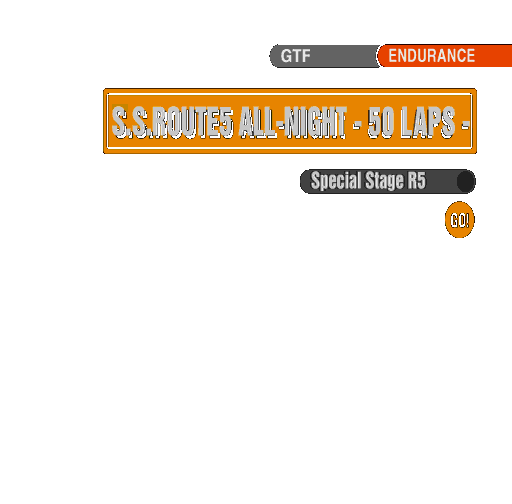 GTF ENDURANCE
S.S.ROUTE5 ALL-NIGHT - 50 LAPS -
Special Stage R5
GO!